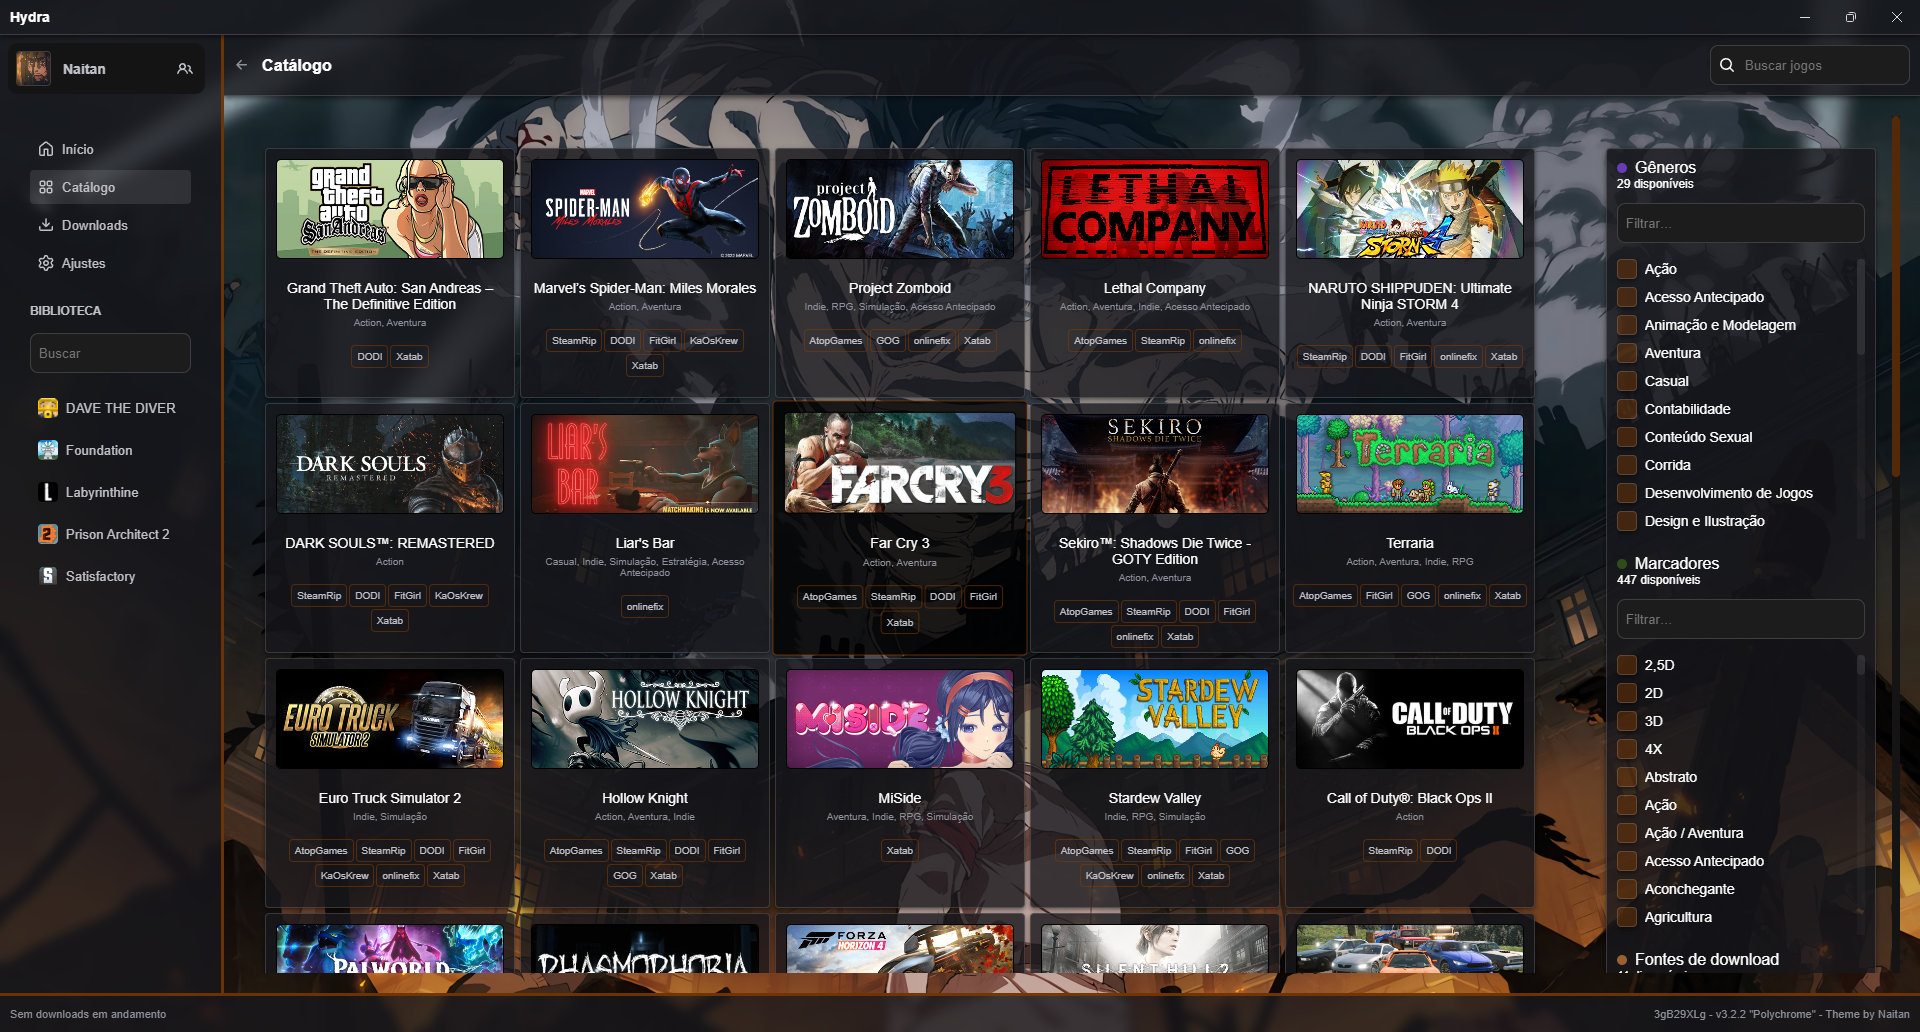 Hydra
Naitan
Catálogo
Buscar jogos
Início
Catálogo
Downloads
Ajustes
BIBLIOTECA
Buscar
DAVE THE DIVER
Foundation
Labyrinthine
Prison Architect 2
Satisfactory
grand
theft
auto
SanAndreas
THE DEFINITIVE EDITION
Grand Theft Auto: San Andreas –
The Definitive Edition
Action, Aventura
DODI Xatab
MARVEL
SPIDER-MAN
MILES MORALES
© 2022 MARVEL
Marvel's Spider-Man: Miles Morales
Action, Aventura
SteamRip DODI FitGirl KaOsKrew
Xatab
project
ZOMBOID
Project Zomboid
Indie, RPG, Simulação, Acesso Antecipado
AtopGames GOG onlinefix Xatab
LETHAL
COMPANY
Lethal Company
Action, Aventura, Indie, Acesso Antecipado
AtopGames SteamRip onlinefix
NARUTO
STORM 4
NARUTO SHIPPUDEN: Ultimate
Ninja STORM 4
Action, Aventura
SteamRip DODI FitGirl onlinefix Xatab
DARK SOULS
REMASTERED
DARK SOULS™: REMASTERED
Action
SteamRip DODI FitGirl KaOsKrew
Xatab
LIAR'S
BAR
MATCHMAKING IS NOW AVAILABLE
Liar's Bar
Casual, Indie, Simulação, Estratégia, Acesso
Antecipado
onlinefix
FARCRY3
Far Cry 3
Action, Aventura
AtopGames SteamRip DODI FitGirl
Xatab
SEKIRO
SHADOWS DIE TWICE
Sekiro™: Shadows Die Twice -
GOTY Edition
Action, Aventura
AtopGames SteamRip DODI FitGirl
onlinefix Xatab
Terraria
Terraria
Action, Aventura, Indie, RPG
AtopGames FitGirl GOG onlinefix Xatab
EURO TRUCK
SIMULATOR 2
Euro Truck Simulator 2
Indie, Simulação
AtopGames SteamRip DODI FitGirl
KaOsKrew onlinefix Xatab
HOLLOW KNIGHT
Hollow Knight
Action, Aventura, Indie
AtopGames SteamRip DODI FitGirl
GOG Xatab
MiSIDE
MiSide
Aventura, Indie, RPG, Simulação
Xatab
STARDEW
VALLEY
Stardew Valley
Indie, RPG, Simulação
AtopGames SteamRip FitGirl GOG
KaOsKrew onlinefix Xatab
CALL OF DUTY
BLACK OPS II
Call of Duty®: Black Ops II
Action
SteamRip DODI
PALWORLD
PHASMOPHOBIA
FORZA
HORIZON 4
SILENT HILL 2
Gêneros
29 disponíveis
Filtrar...
Ação
Acesso Antecipado
Animação e Modelagem
Aventura
Casual
Contabilidade
Conteúdo Sexual
Corrida
Desenvolvimento de Jogos
Design e Ilustração
Marcadores
447 disponíveis
Filtrar...
2,5D
2D
3D
4X
Abstrato
Ação
Ação / Aventura
Acesso Antecipado
Aconchegante
Agricultura
Fontes de download
Sem downloads em andamento
3gB29XLg - v3.2.2 "Polychrome" - Theme by Naitan